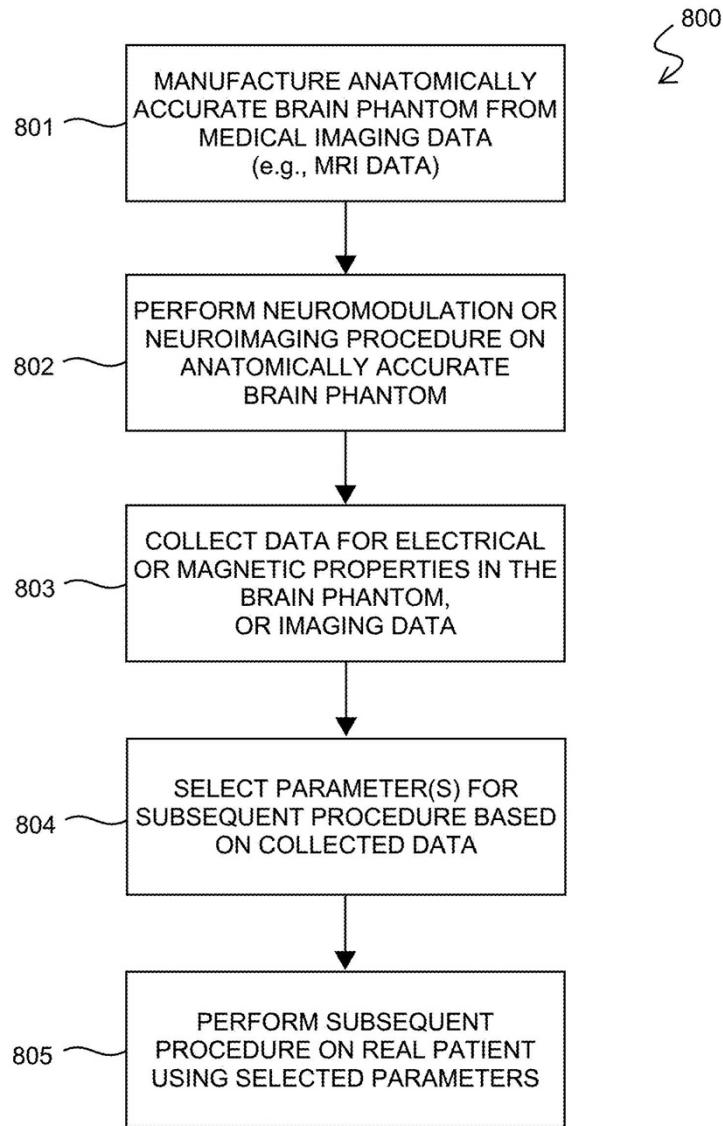 800
801
MANUFACTURE ANATOMICALLY
ACCURATE BRAIN PHANTOM FROM
MEDICAL IMAGING DATA
(e.g., MRI DATA)
802
PERFORM NEUROMODULATION OR
NEUROIMAGING PROCEDURE ON
ANATOMICALLY ACCURATE
BRAIN PHANTOM
803
COLLECT DATA FOR ELECTRICAL
OR MAGNETIC PROPERTIES IN THE
BRAIN PHANTOM,
OR IMAGING DATA
804
SELECT PARAMETER(S) FOR
SUBSEQUENT PROCEDURE BASED
ON COLLECTED DATA
805
PERFORM SUBSEQUENT
PROCEDURE ON REAL PATIENT
USING SELECTED PARAMETERS